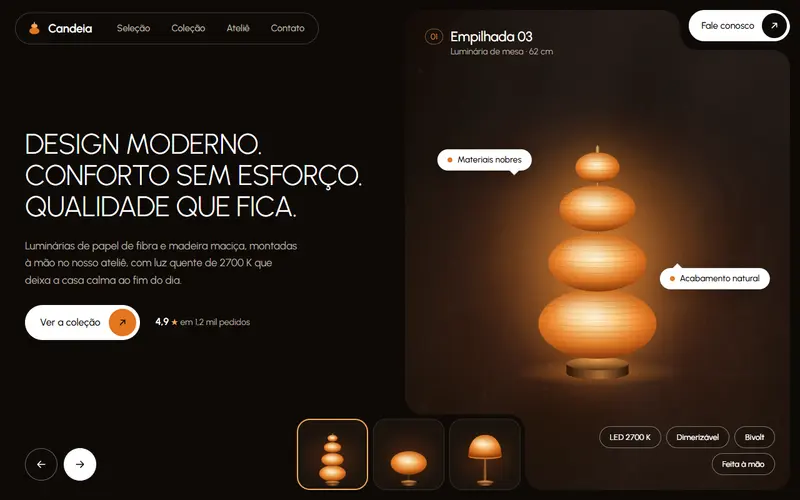 Candeia
Seleção
Coleção
Ateliê
Contato
01
Empilhada 03
Luminária de mesa · 62 cm
Fale conosco
DESIGN MODERNO.
CONFORTO SEM ESFORÇO.
QUALIDADE QUE FICA.
Luminárias de papel de fibra e madeira maciça, montadas
à mão no nosso ateliê, com luz quente de 2700 K que
deixa a casa calma ao fim do dia.
Ver a coleção
4,9 ★ em 1,2 mil pedidos
Materiais nobres
Acabamento natural
LED 2700 K
Dimerizável
Bivolt
Feita à mão